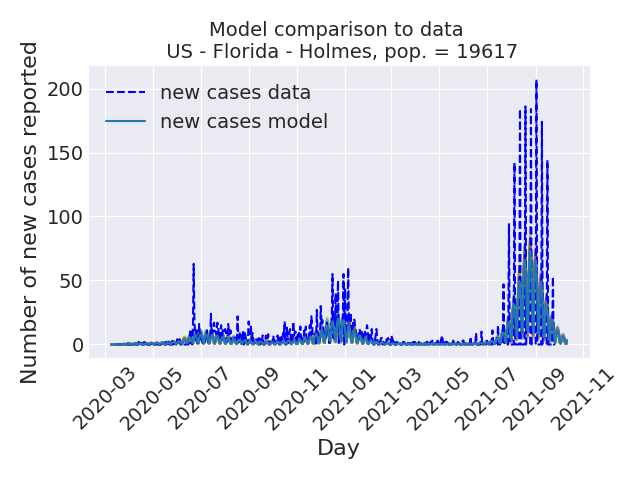 Model comparison to data
US - Florida - Holmes, pop. = 19617
new cases data
new cases model
Number of new cases reported
200
150
100
50
0
2020-03
2020-05
2020-07
2020-09
2020-11
2021-01
2021-03
2021-05
2021-07
2021-09
2021-11
Day